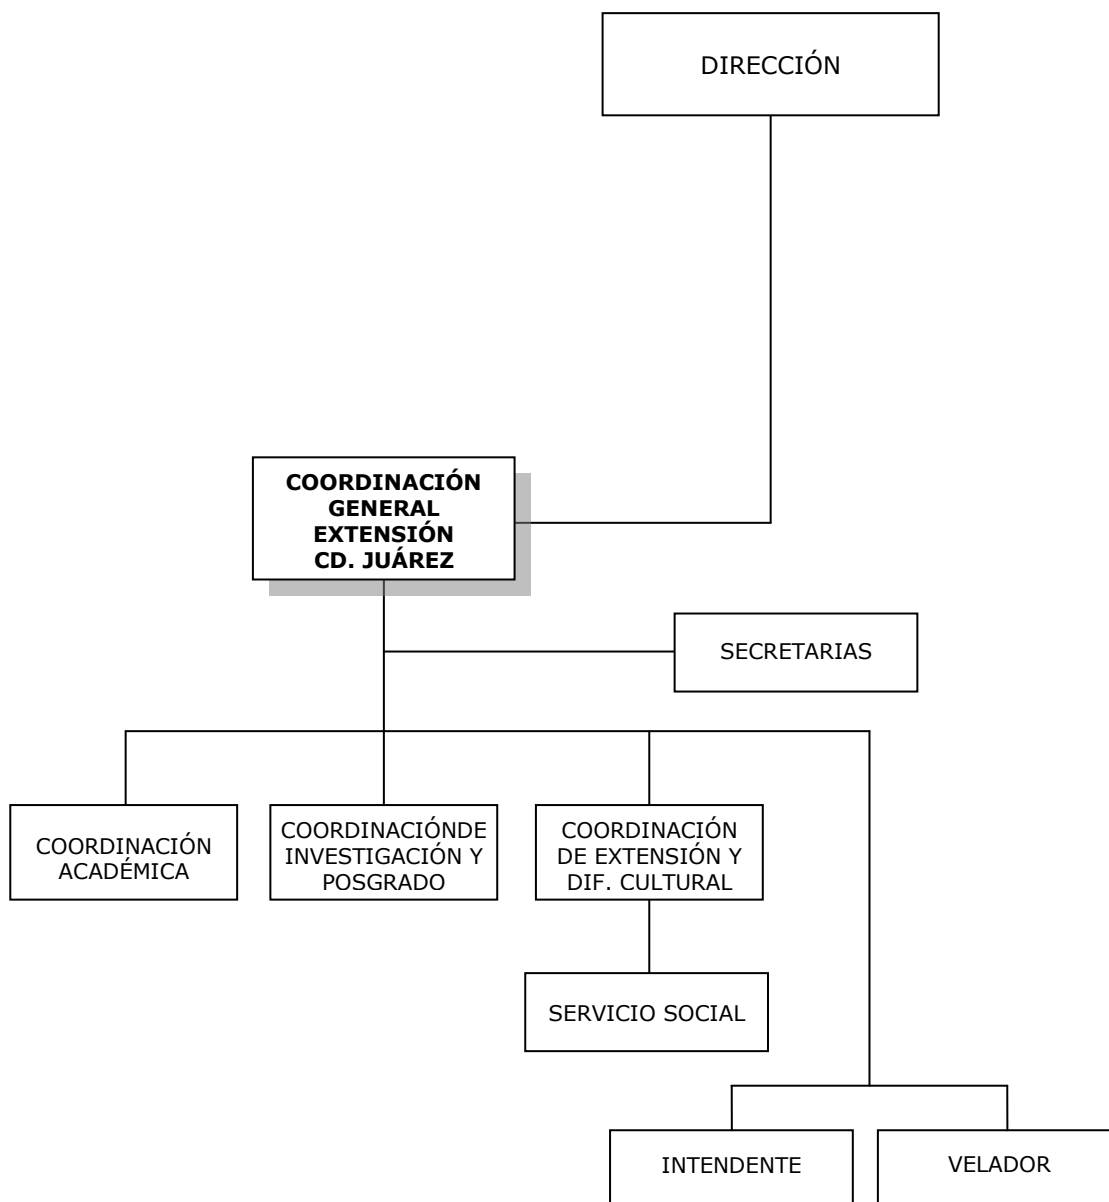 DIRECCIÓN
COORDINACIÓN
GENERAL
EXTENSIÓN
CD. JUÁREZ
SECRETARIAS
COORDINACIÓN
ACADÉMICA
COORDINACIÓNDE
INVESTIGACIÓN Y
POSGRADO
COORDINACIÓN
DE EXTENSIÓN Y
DIF. CULTURAL
SERVICIO SOCIAL
INTENDENTE
VELADOR